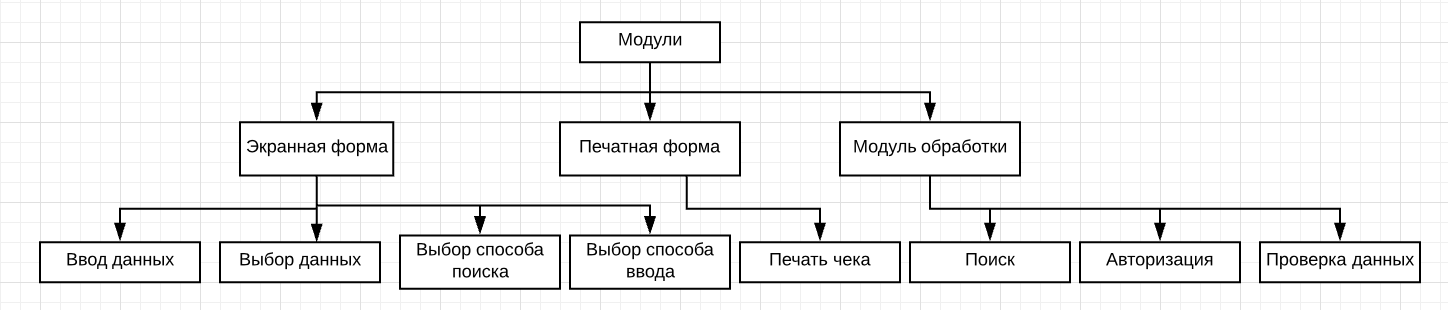 Модули
Экранная форма
Печатная форма
Модуль обработки
Ввод данных
Выбор данных
Выбор способа
поиска
Выбор способа
ввода
Печать чека
Поиск
Авторизация
Проверка данных